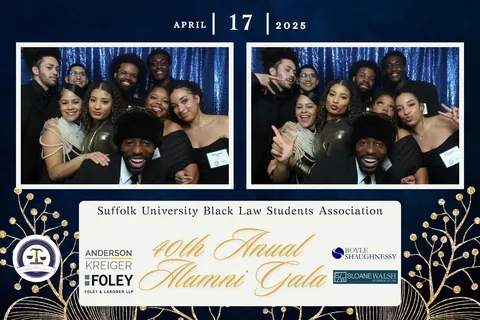 APRIL | 17 | 2025
Suffolk University Black Law Students Association
40th Anual
Alumni Gala
ANDERSON
KREIGER
FOLEY
FOLEY & LARDNER LLP
BOYLE
SHAUGHNESSY
SLOANE WALSH